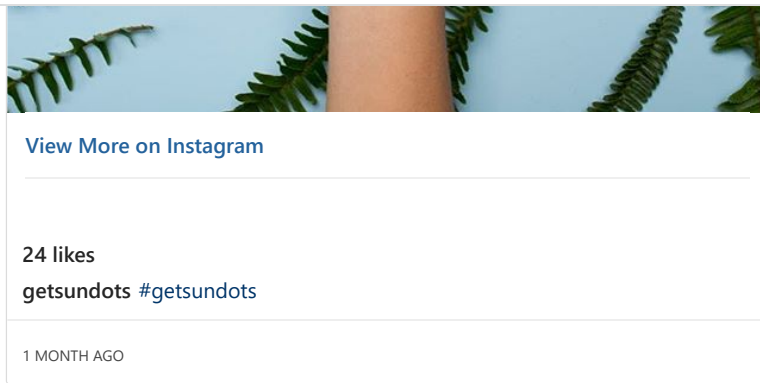 View More on Instagram
24 likes
getsundots #getsundots
1 MONTH AGO